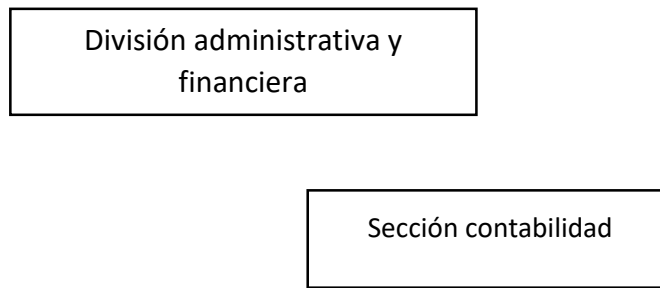 División administrativa y
financiera
Sección contabilidad